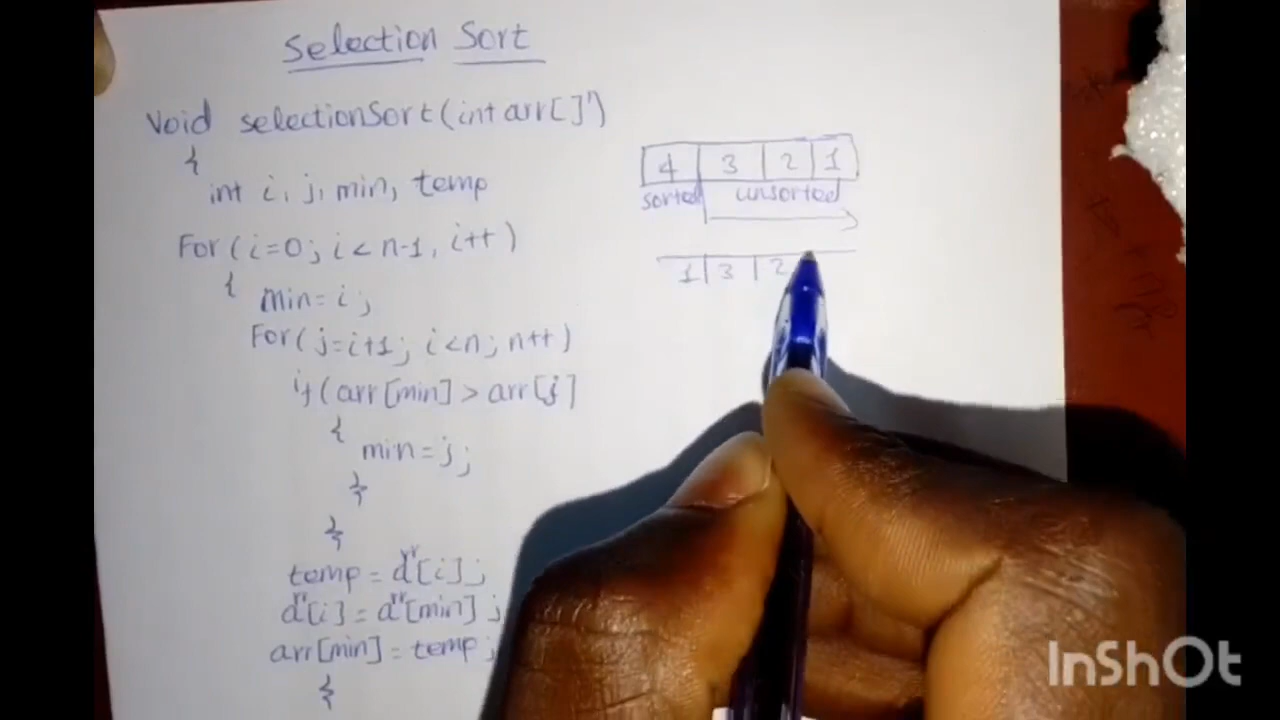 Selection Sort
Void selectionSort(int arr[])
{
int i, j, min, temp
For(i=0; i<n-1, i++)
{
min=i;
For(j=i+1; i<n; n++)
if(arr[min]>arr[j]
{
min=j;
}
}
temp=arr[i];
arr[i]=arr[min];
arr[min]=temp;
{
4 3 2 1
sorted unsorted
1 3 2
InShOt